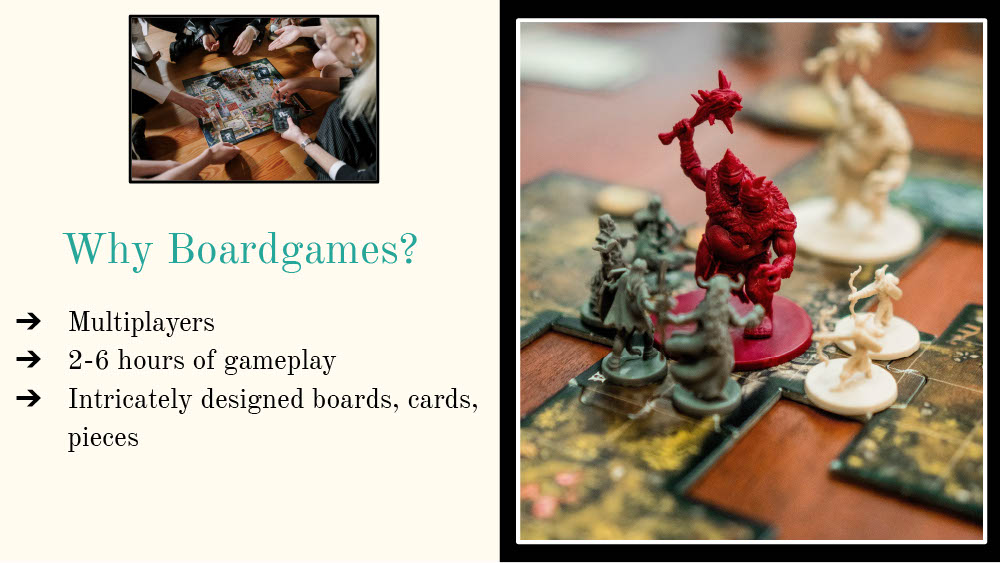 Why Boardgames?
➔ Multiplayers
➔ 2-6 hours of gameplay
➔ Intricately designed boards, cards,
pieces